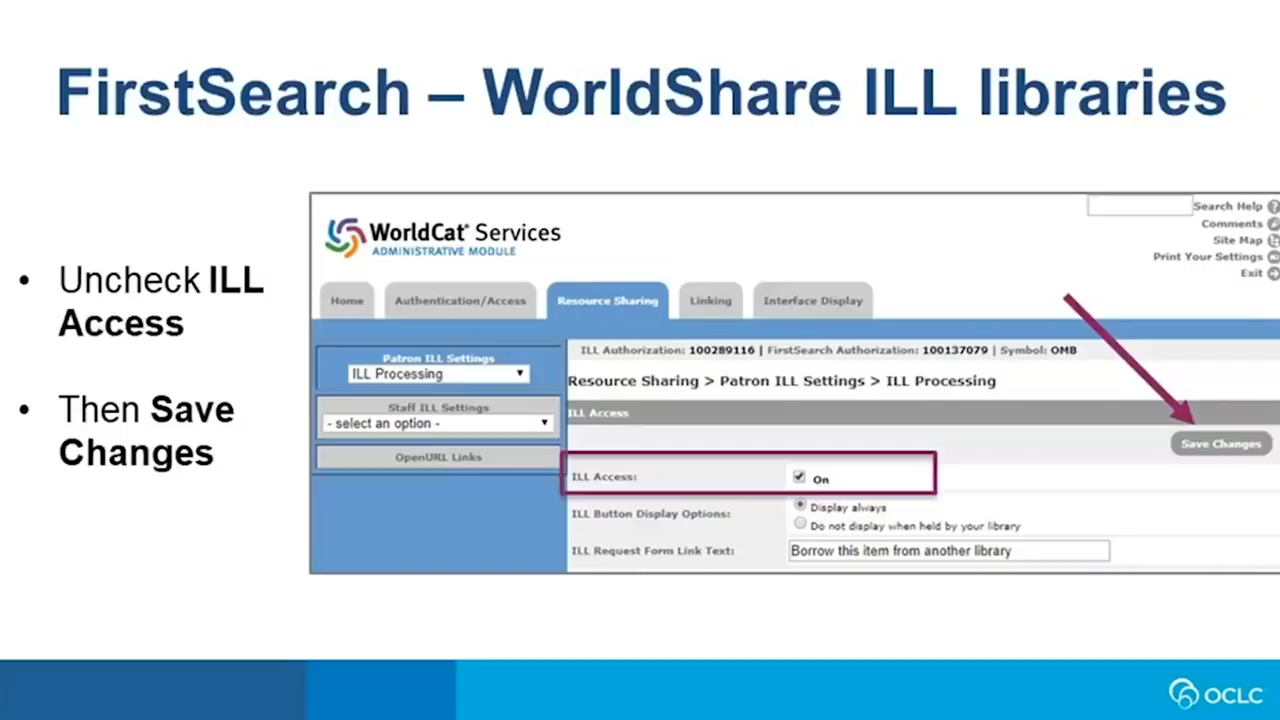 FirstSearch – WorldShare ILL libraries
• Uncheck ILL
Access
• Then Save
Changes
WorldCat® Services
ADMINISTRATIVE MODULE
Search Help
Comments
Site Map
Print Your Settings
Exit
Home
Authentication/Access
Resource Sharing
Linking
Interface Display
Patron ILL Settings
ILL Processing
Staff ILL Settings
- select an option -
OpenURL Links
ILL Authorization: 100289116 | FirstSearch Authorization: 100137079 | Symbol: OMB
Resource Sharing > Patron ILL Settings > ILL Processing
ILL Access
Save Changes
ILL Access: On
ILL Button Display Options: Display always
Do not display when held by your library
ILL Request Form Link Text: Borrow this item from another library
OCLC